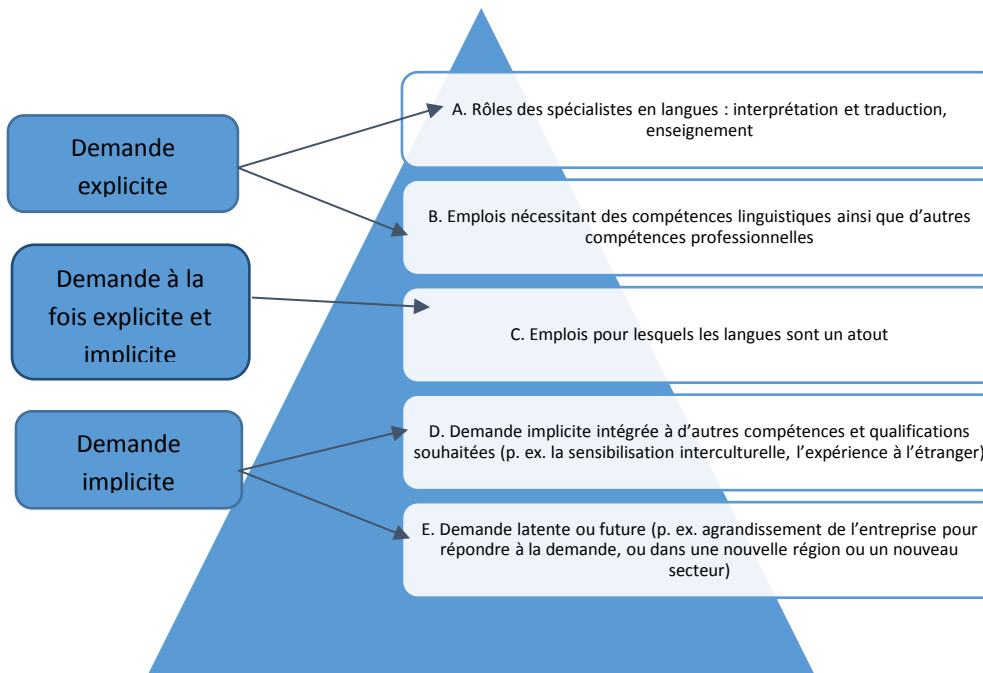 Demande
explicite
Demande à la
fois explicite et
implicite
Demande
implicite
A. Rôles des spécialistes en langues : interprétation et traduction,
enseignement
B. Emplois nécessitant des compétences linguistiques ainsi que d'autres
compétences professionnelles
C. Emplois pour lesquels les langues sont un atout
D. Demande implicite intégrée à d'autres compétences et qualifications
souhaitées (p. ex. la sensibilisation interculturelle, l'expérience à l'étranger)
E. Demande latente ou future (p. ex. agrandissement de l'entreprise pour
répondre à la demande, ou dans une nouvelle région ou un nouveau
secteur)